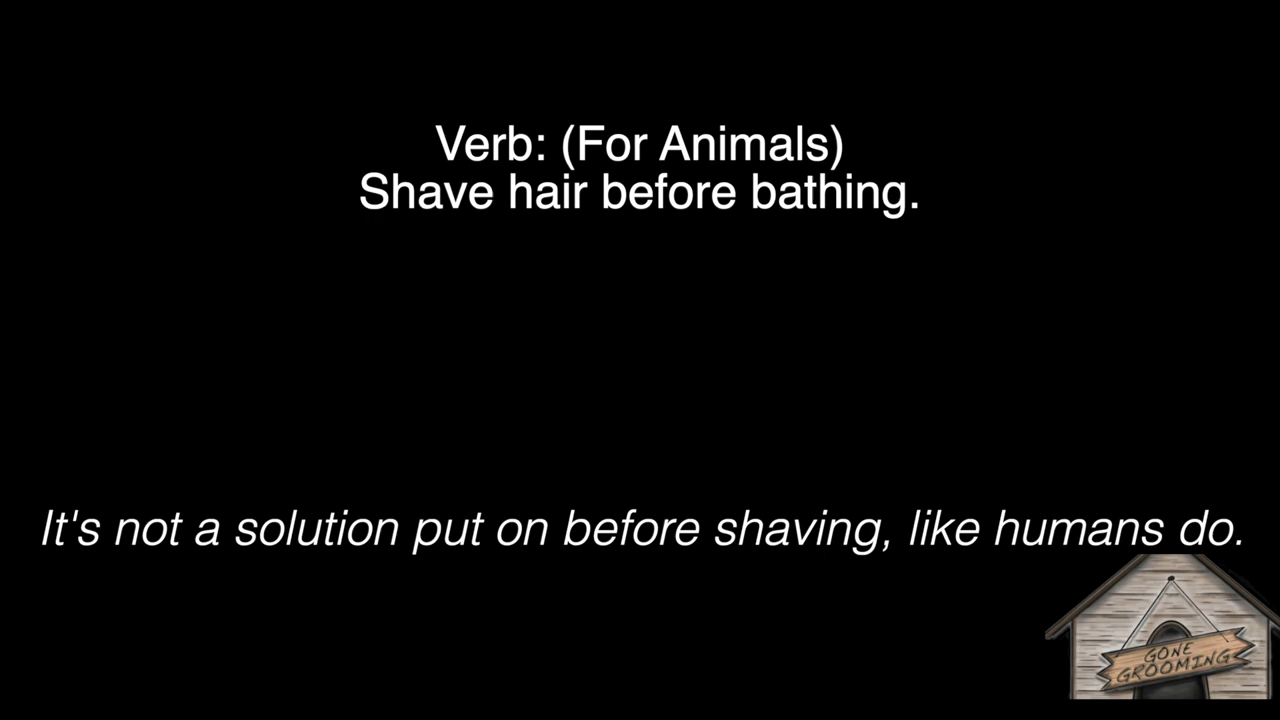 Verb: (For Animals)
Shave hair before bathing.
It's not a solution put on before shaving, like humans do.
GONE
GROOMING